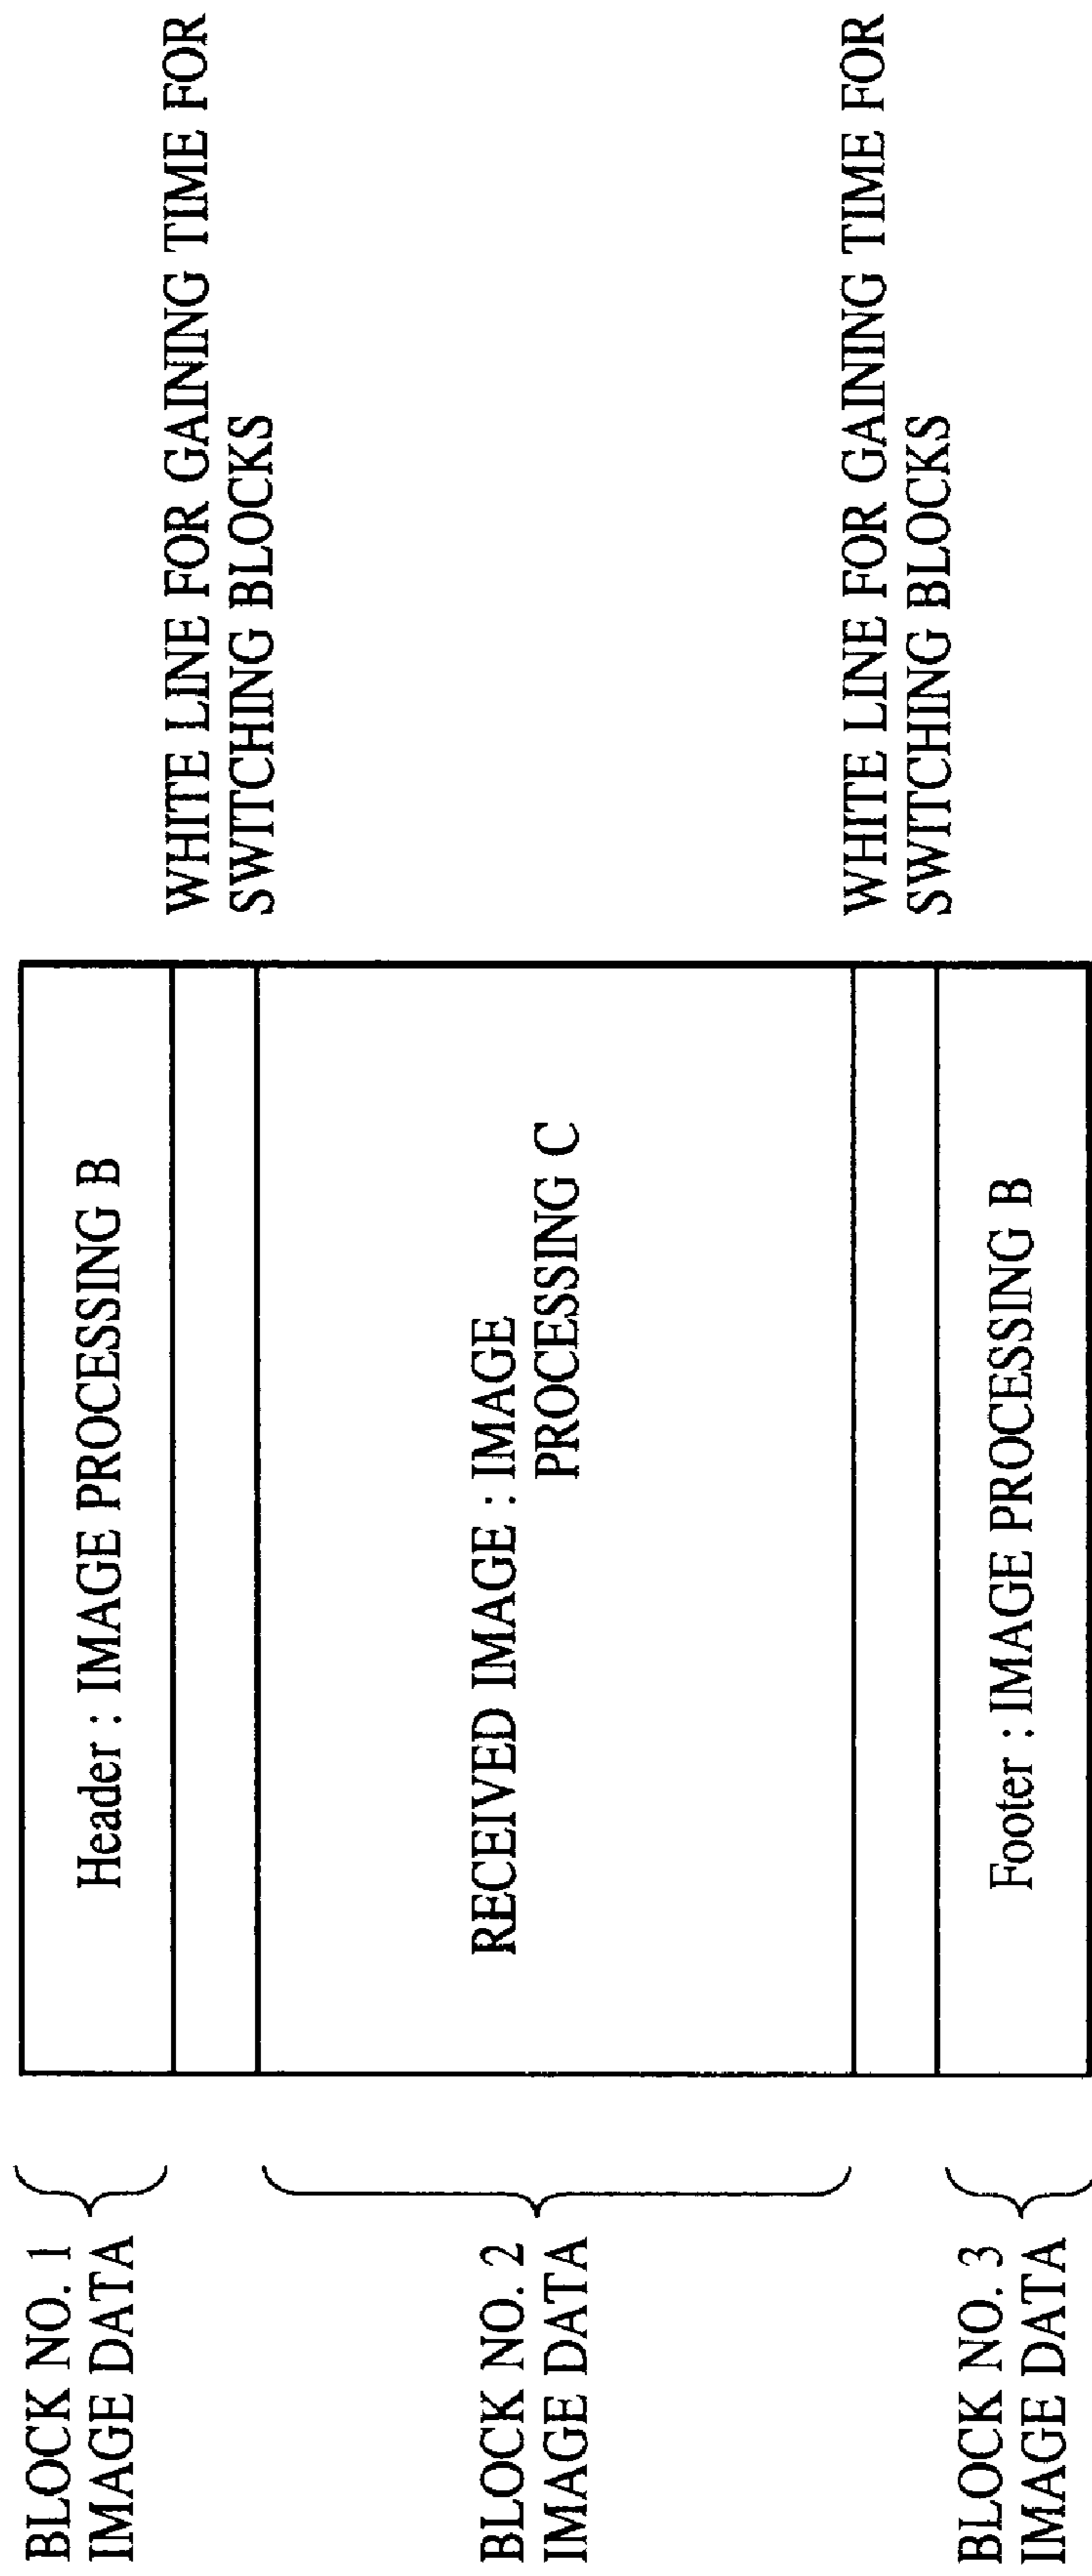 BLOCK NO. 1
IMAGE DATA
Header : IMAGE PROCESSING B
WHITE LINE FOR GAINING TIME FOR
SWITCHING BLOCKS
BLOCK NO. 2
IMAGE DATA
RECEIVED IMAGE : IMAGE
PROCESSING C
WHITE LINE FOR GAINING TIME FOR
SWITCHING BLOCKS
BLOCK NO. 3
IMAGE DATA
Footer : IMAGE PROCESSING B